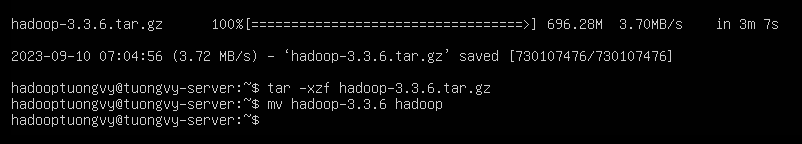 hadoop-3.3.6.tar.gz 100%[=================================>] 696.28M 3.70MB/s in 3m 7s
2023-09-10 07:04:56 (3.72 MB/s) – ‘hadoop-3.3.6.tar.gz’ saved [730107476/730107476]
hadooptuongvy@tuongvy-server:~$ tar -xzf hadoop-3.3.6.tar.gz
hadooptuongvy@tuongvy-server:~$ mv hadoop-3.3.6 hadoop
hadooptuongvy@tuongvy-server:~$